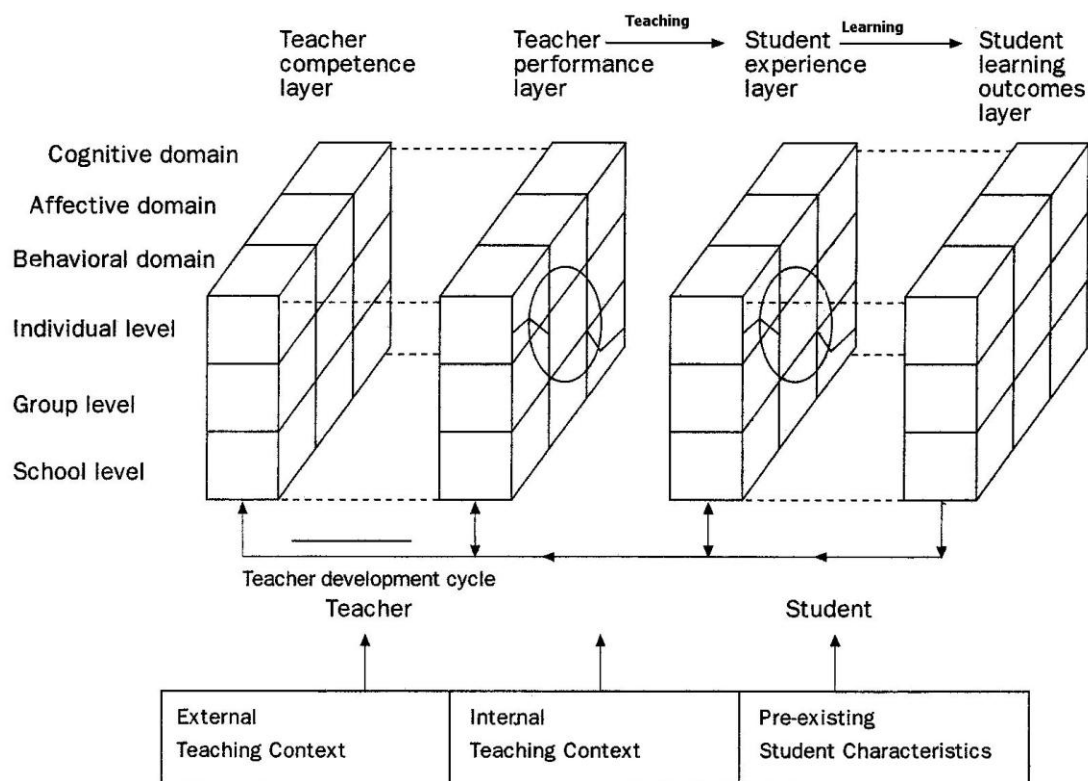 Teaching
Learning
Teacher
competence
layer
Teacher
performance
layer
Student
experience
layer
Student
learning
outcomes
layer
Cognitive domain
Affective domain
Behavioral domain
Individual level
Group level
School level
Teacher development cycle
Teacher
Student
External
Teaching Context
Internal
Teaching Context
Pre-existing
Student Characteristics